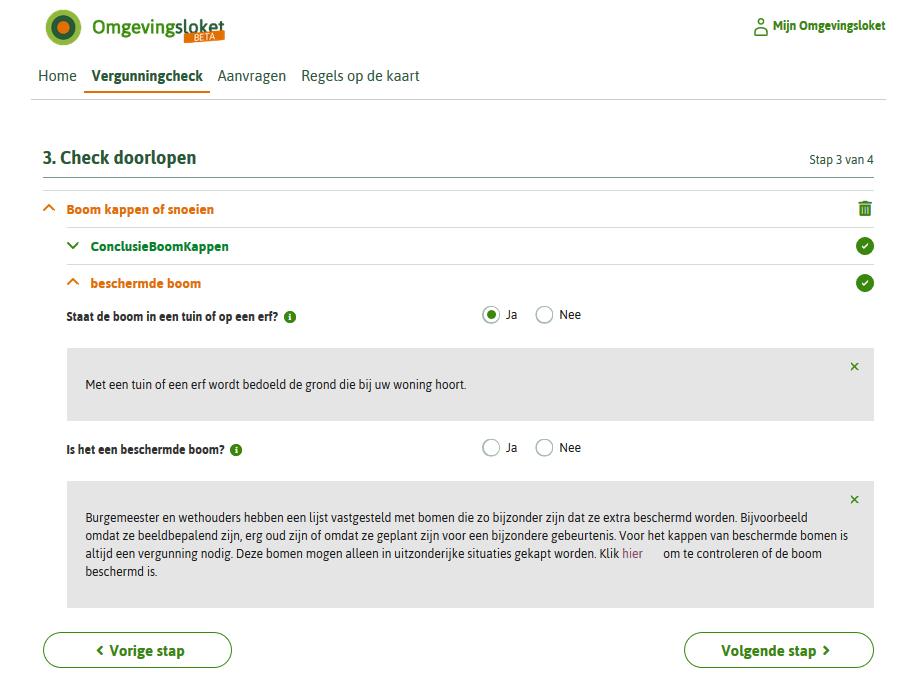 Omgevingsloket
BETA
Mijn Omgevingsloket
Home Vergunningcheck Aanvragen Regels op de kaart
3. Check doorlopen
Stap 3 van 4
Boom kappen of snoeien
ConclusieBoomKappen
beschermde boom
Staat de boom in een tuin of op een erf? Ja Nee
Met een tuin of een erf wordt bedoeld de grond die bij uw woning hoort.
Is het een beschermde boom? Ja Nee
Burgemeester en wethouders hebben een lijst vastgesteld met bomen die zo bijzonder zijn dat ze extra beschermd worden. Bijvoorbeeld
omdat ze beeldbepalend zijn, erg oud zijn of omdat ze geplant zijn voor een bijzondere gebeurtenis. Voor het kappen van beschermde bomen is
altijd een vergunning nodig. Deze bomen mogen alleen in uitzonderijke situaties gekapt worden. Klik hier om te controleren of de boom
beschermd is.
Vorige stap
Volgende stap